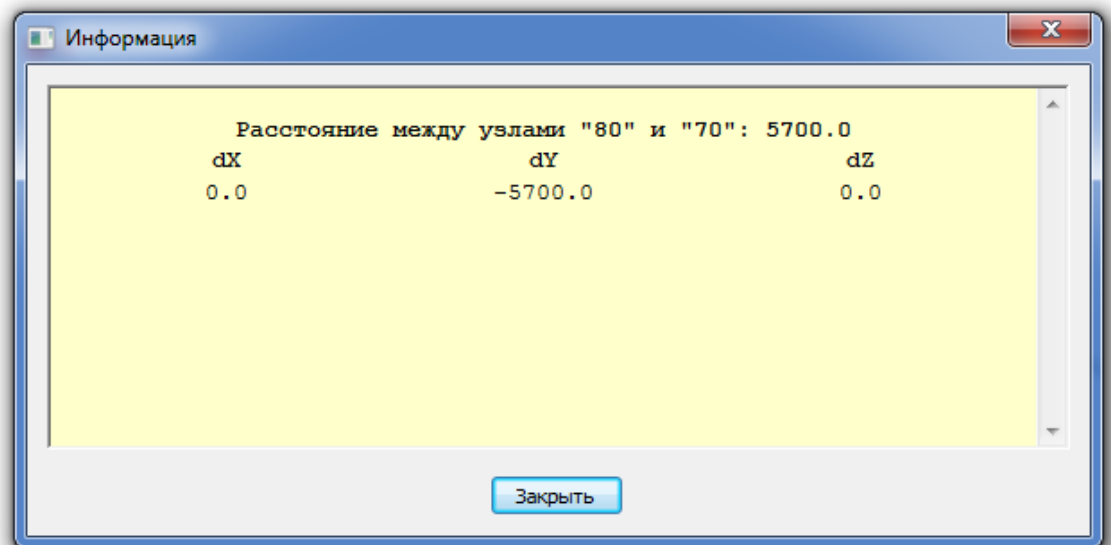 Информация
Расстояние между узлами "80" и "70": 5700.0
dX dY dZ
0.0 -5700.0 0.0
Закрыть